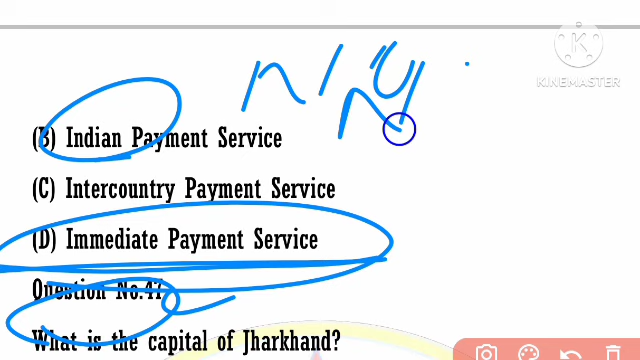 KINEMASTER
(B) Indian Payment Service
(C) Intercountry Payment Service
(D) Immediate Payment Service
Question No.47
What is the capital of Jharkhand?